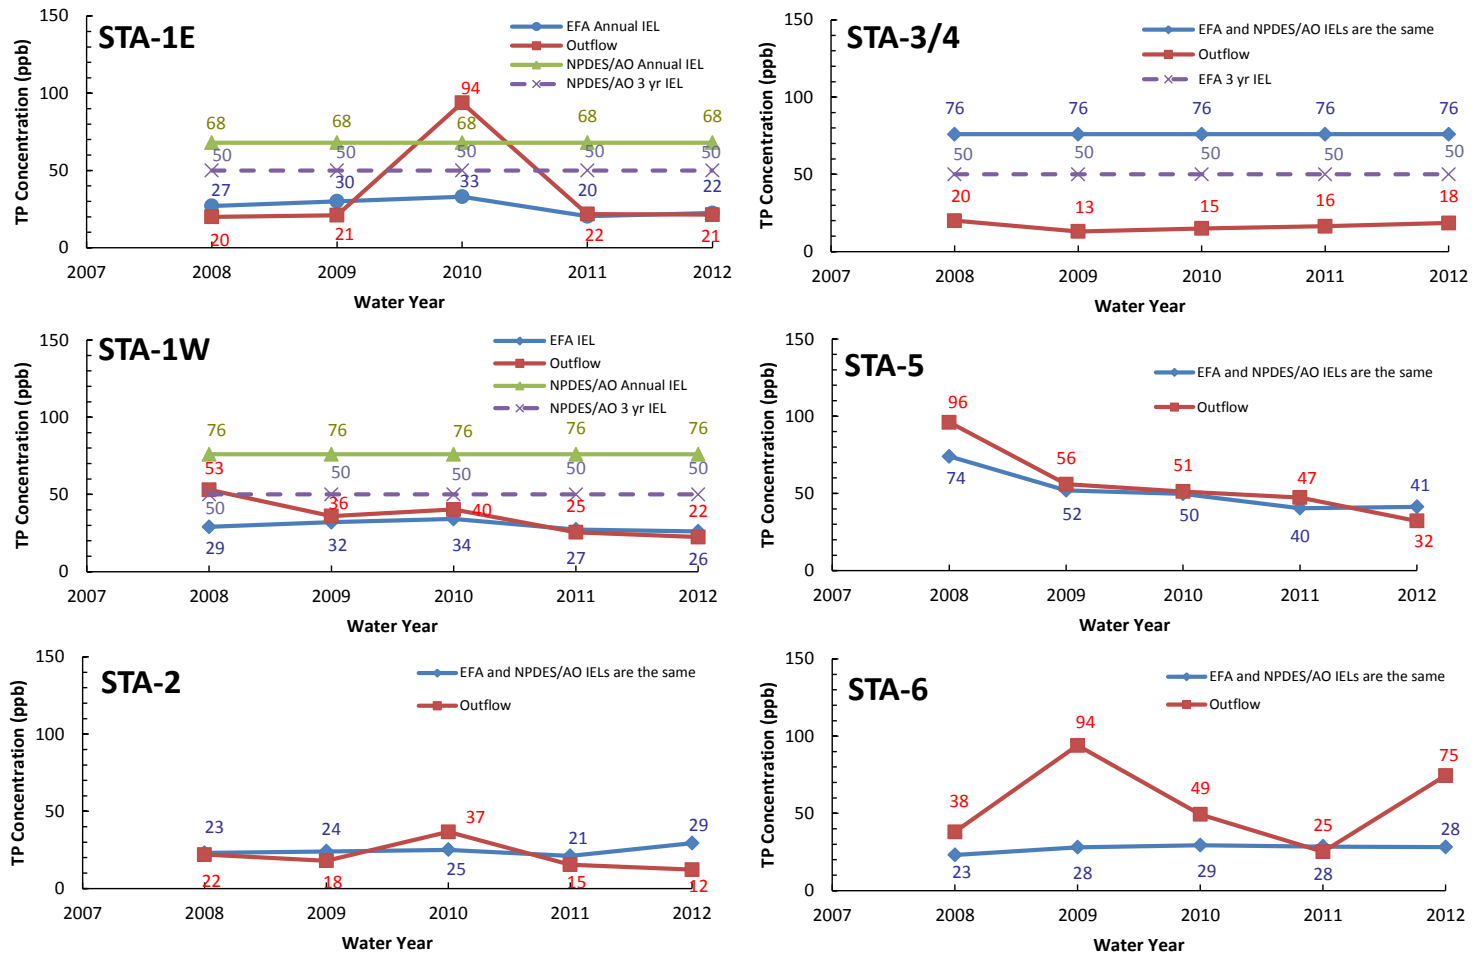 STA-1E
EFA Annual IEL
Outflow
NPDES/AO Annual IEL
NPDES/AO 3 yr IEL
TP Concentration (ppb)
150
100
50
0
94
68 68 68 68 68
50 50 50 50 50
27 30 33 20 22
20 21 22 21
2007 2008 2009 2010 2011 2012
Water Year
STA-3/4
EFA and NPDES/AO IELs are the same
Outflow
EFA 3 yr IEL
TP Concentration (ppb)
150
100
50
0
76 76 76 76 76
50 50 50 50 50
20 13 15 16 18
2007 2008 2009 2010 2011 2012
Water Year
STA-1W
EFA IEL
Outflow
NPDES/AO Annual IEL
NPDES/AO 3 yr IEL
TP Concentration (ppb)
150
100
50
0
76 76 76 76 76
50 50 50 50 50
53 36 40 25 22
29 32 34 27 26
2007 2008 2009 2010 2011 2012
Water Year
STA-5
EFA and NPDES/AO IELs are the same
Outflow
TP Concentration (ppb)
150
100
50
0
96 56 51 47 32
74 52 50 40 41
2007 2008 2009 2010 2011 2012
Water Year
STA-2
EFA and NPDES/AO IELs are the same
Outflow
TP Concentration (ppb)
150
100
50
0
23 24 25 21 29
22 18 37 15 12
2007 2008 2009 2010 2011 2012
Water Year
STA-6
EFA and NPDES/AO IELs are the same
Outflow
TP Concentration (ppb)
150
100
50
0
38 94 49 25 75
23 28 29 28 28
2007 2008 2009 2010 2011 2012
Water Year